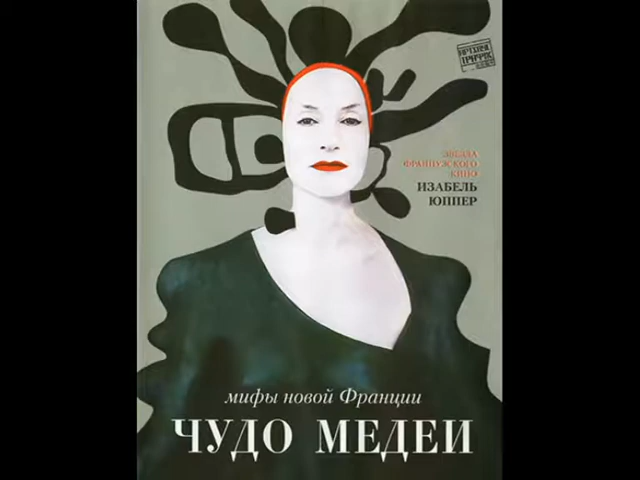 ЗВЕЗДА
ФРАНЦУЗСКОГО
КИНО
ИЗАБЕЛЬ
ЮППЕР
мифы новой Франции
ЧУДО МЕДЕИ